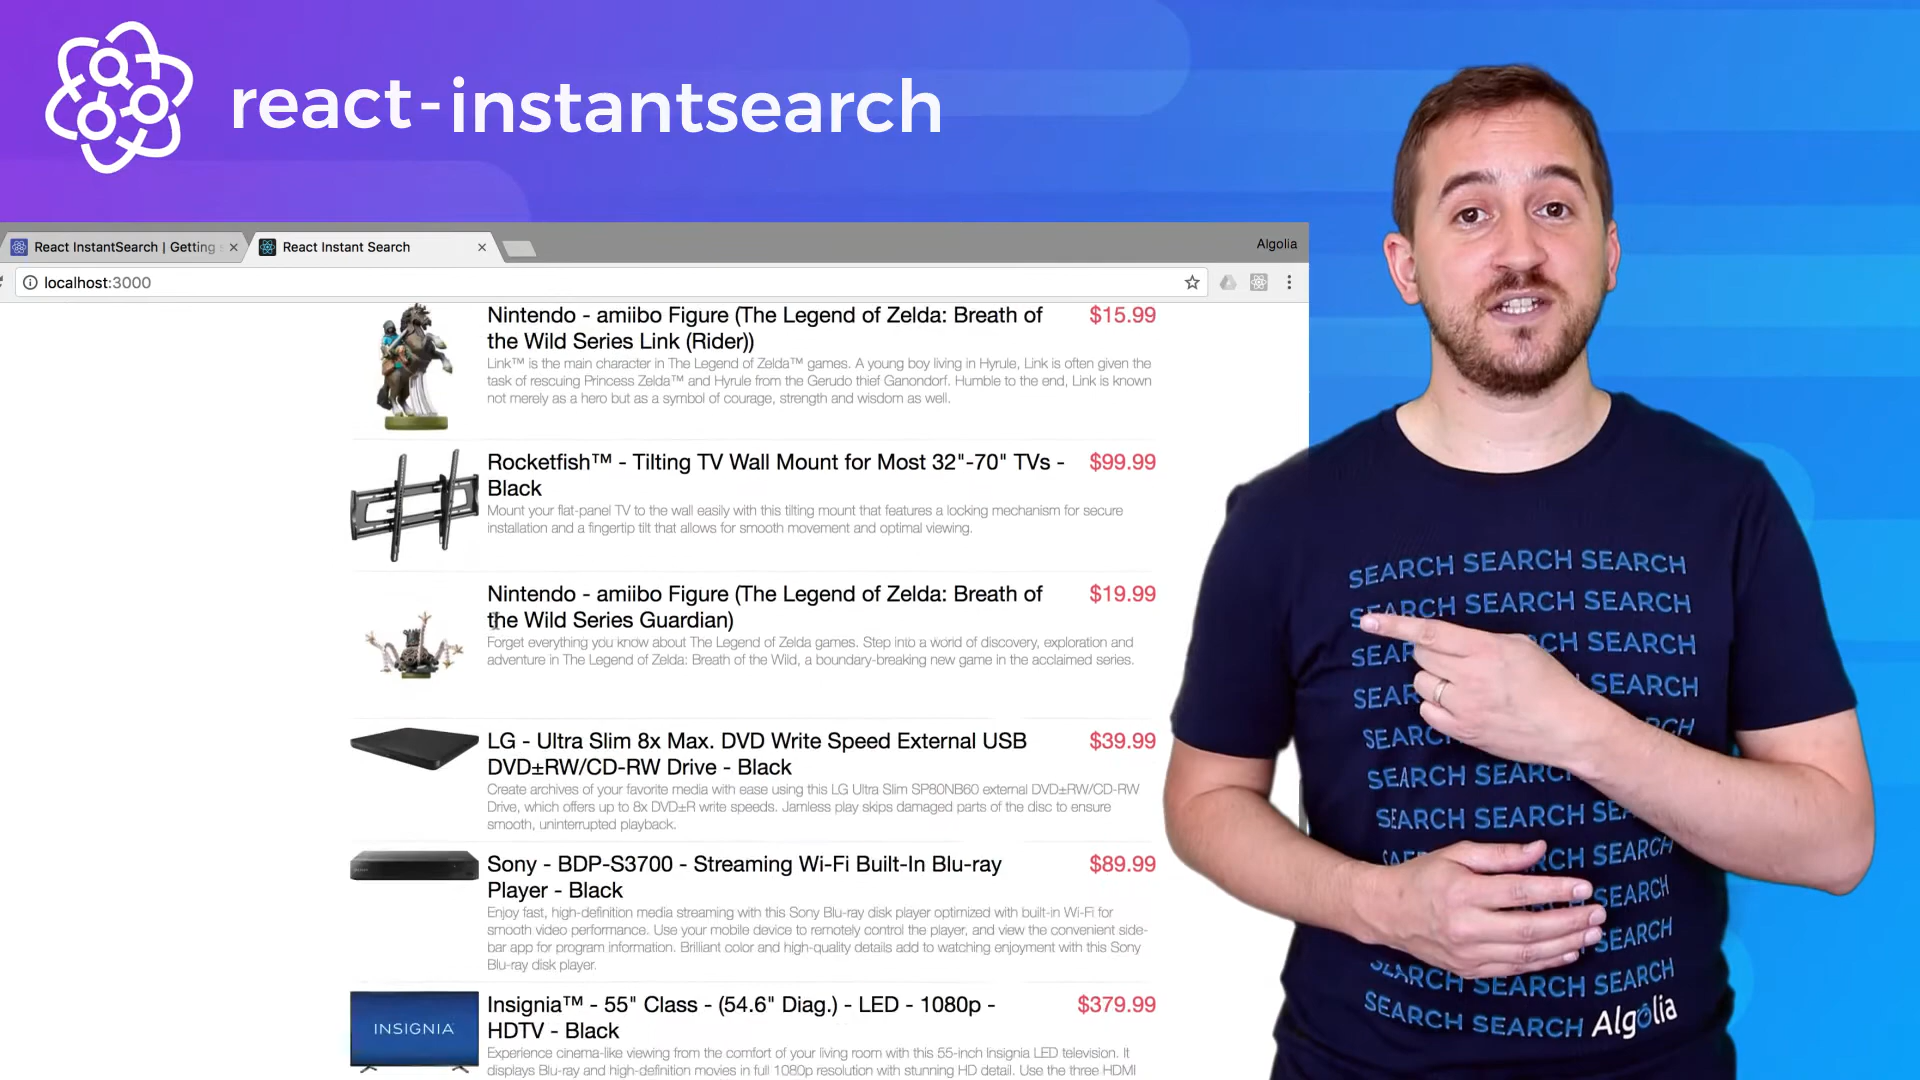 react-instantsearch
React InstantSearch | Getting
React Instant Search
Algolia
localhost:3000
Nintendo - amiibo Figure (The Legend of Zelda: Breath of
the Wild Series Link (Rider))
$15.99
Link™ is the main character in The Legend of Zelda™ games. A young boy living in Hyrule, Link is often given the
task of rescuing Princess Zelda™ and Hyrule from the Gerudo thief Ganondorf. Humble to the end, Link is known
not merely as a hero but as a symbol of courage, strength and wisdom as well.
Rocketfish™ - Tilting TV Wall Mount for Most 32"-70" TVs -
Black
$99.99
Mount your flat-panel TV to the wall easily with this tilting mount that features a locking mechanism for secure
installation and a fingertip tilt that allows for smooth movement and optimal viewing.
Nintendo - amiibo Figure (The Legend of Zelda: Breath of
the Wild Series Guardian)
$19.99
Forget everything you know about The Legend of Zelda games. Step into a world of discovery, exploration and
adventure in The Legend of Zelda: Breath of the Wild, a boundary-breaking new game in the acclaimed series.
LG - Ultra Slim 8x Max. DVD Write Speed External USB
DVD±RW/CD-RW Drive - Black
$39.99
Create archives of your favorite media with ease using this LG Ultra Slim SP80NB60 external DVD±RW/CD-RW
Drive, which offers up to 8x DVD±R write speeds. Jamless play skips damaged parts of the disc to ensure
smooth, uninterrupted playback.
Sony - BDP-S3700 - Streaming Wi-Fi Built-In Blu-ray
Player - Black
$89.99
Enjoy fast, high-definition media streaming with this Sony Blu-ray disk player optimized with built-in Wi-Fi for
smooth video performance. Use your mobile device to remotely control the player, and view the convenient side-
bar app for program information. Brilliant color and high-quality details add to watching enjoyment with this Sony
Blu-ray disk player.
INSIGNIA
Insignia™ - 55" Class - (54.6" Diag.) - LED - 1080p -
HDTV - Black
$379.99
Experience cinema-like viewing from the comfort of your living room with this 55-inch Insignia LED television. It
displays Blu-ray and high-definition movies in full 1080p resolution with stunning HD detail. Use the three HDMI
SEARCH SEARCH SEARCH
SEARCH SEARCH SEARCH
SEARCH SEARCH
SEARCH
SEARCH
SEARCH SEARCH
SEARCH SEARCH
SEARCH
SEARCH
SEARCH
SEARCH SEARCH SEARCH
SEARCH SEARCH Algolia